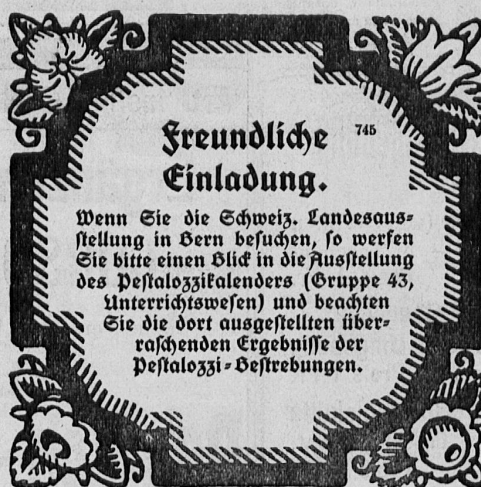 Freundliche 745
Einladung.
Wenn Sie die Schweiz. Landesaus-
stellung in Bern besuchen, so werfen
Sie bitte einen Blick in die Ausstellung
des Pestalozzikalenders (Gruppe 43,
Unterrichtswesen) und beachten
Sie die dort ausgestellten über-
raschenden Ergebnisse der
Pestalozzi-Bestrebungen.